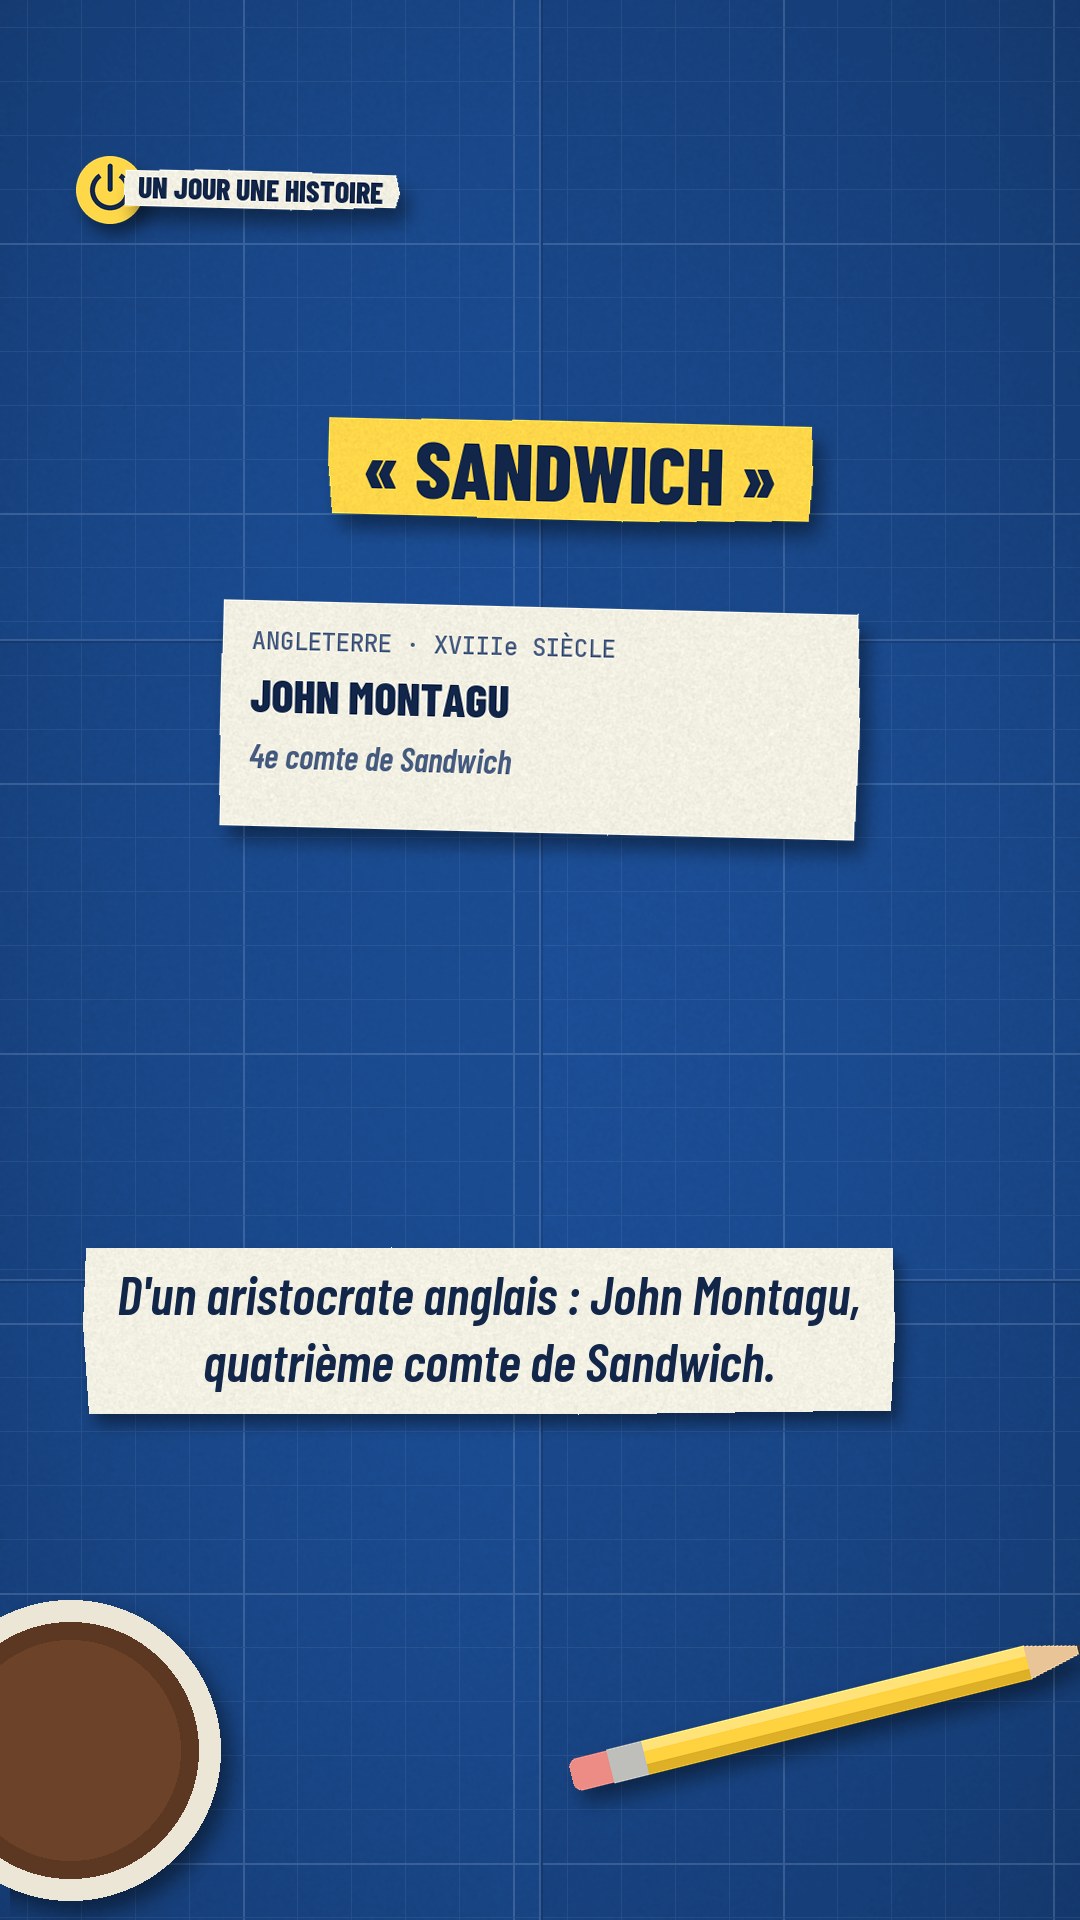 UN JOUR UNE HISTOIRE
« SANDWICH »
ANGLETERRE · XVIIIe SIÈCLE
JOHN MONTAGU
4e comte de Sandwich
D'un aristocrate anglais : John Montagu,
quatrième comte de Sandwich.